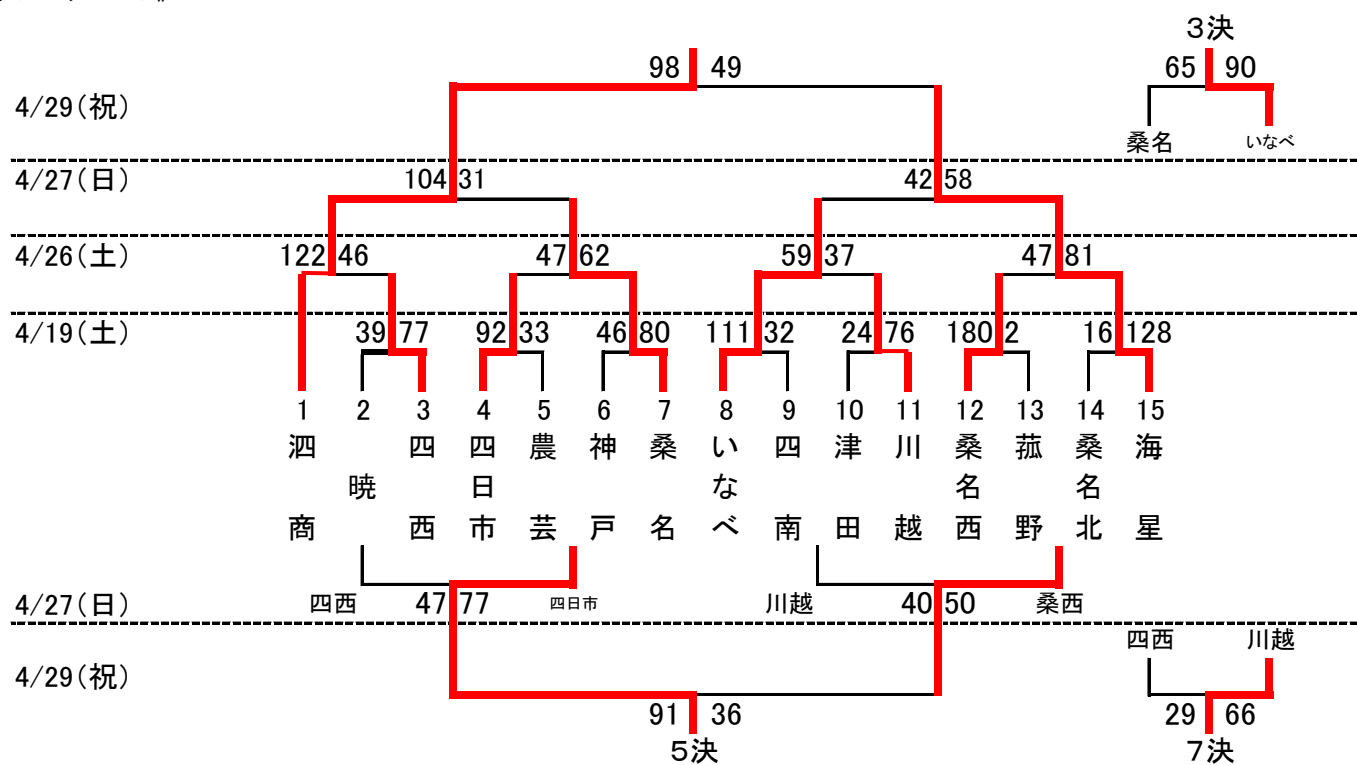 3決
98 49
65 90
4/29(祝)
桑名 いなべ
4/27(日) 104 31 42 58
4/26(土) 122 46 47 62 59 37 47 81
4/19(土) 39 77 92 33 46 80 111 32 24 76 180 2 16 128
1 2 3 4 5 6 7 8 9 10 11 12 13 14 15
泗商 暁 四西 四日市 農芸 神戸 桑名 いなべ 四南 津田 川越 桑名西 菰野 桑名北 海星
4/27(日) 四西 47 77 四日市 川越 40 50 桑西
四西 川越
4/29(祝)
91 36 29 66
5決 7決